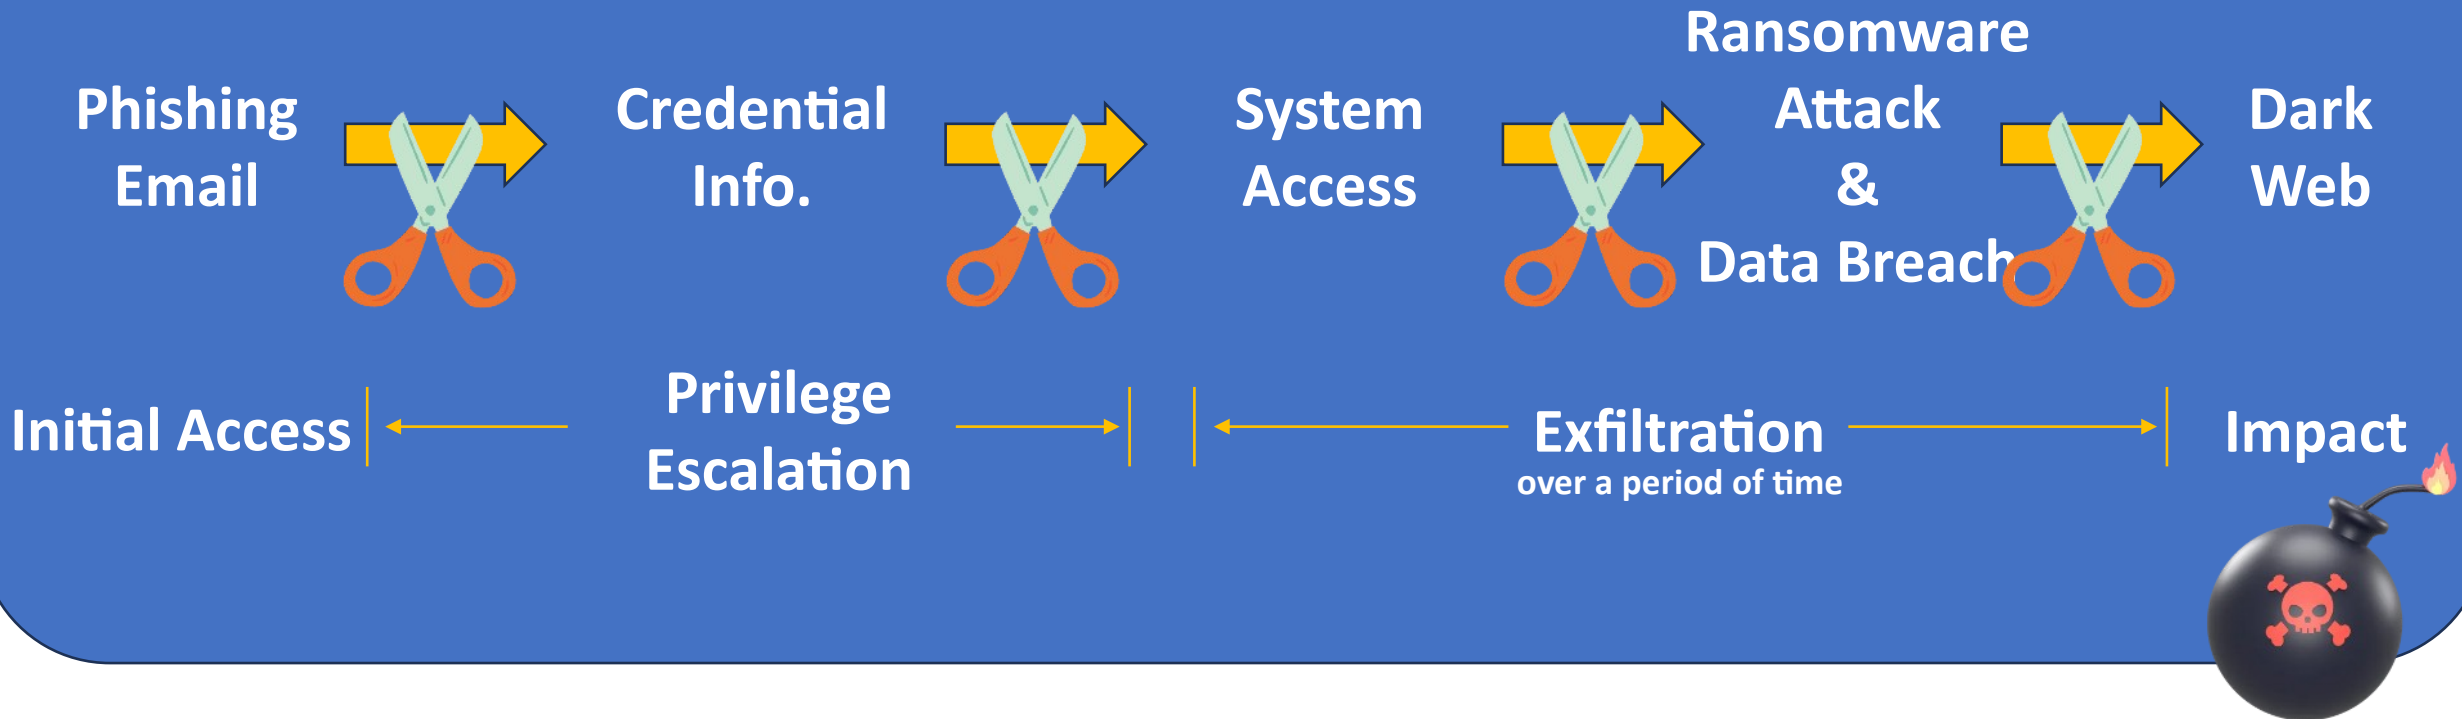 Phishing
Email
Credential
Info.
System
Access
Ransomware
Attack
&
Data Breach
Dark
Web
Initial Access
Privilege
Escalation
Exfiltration
over a period of time
Impact